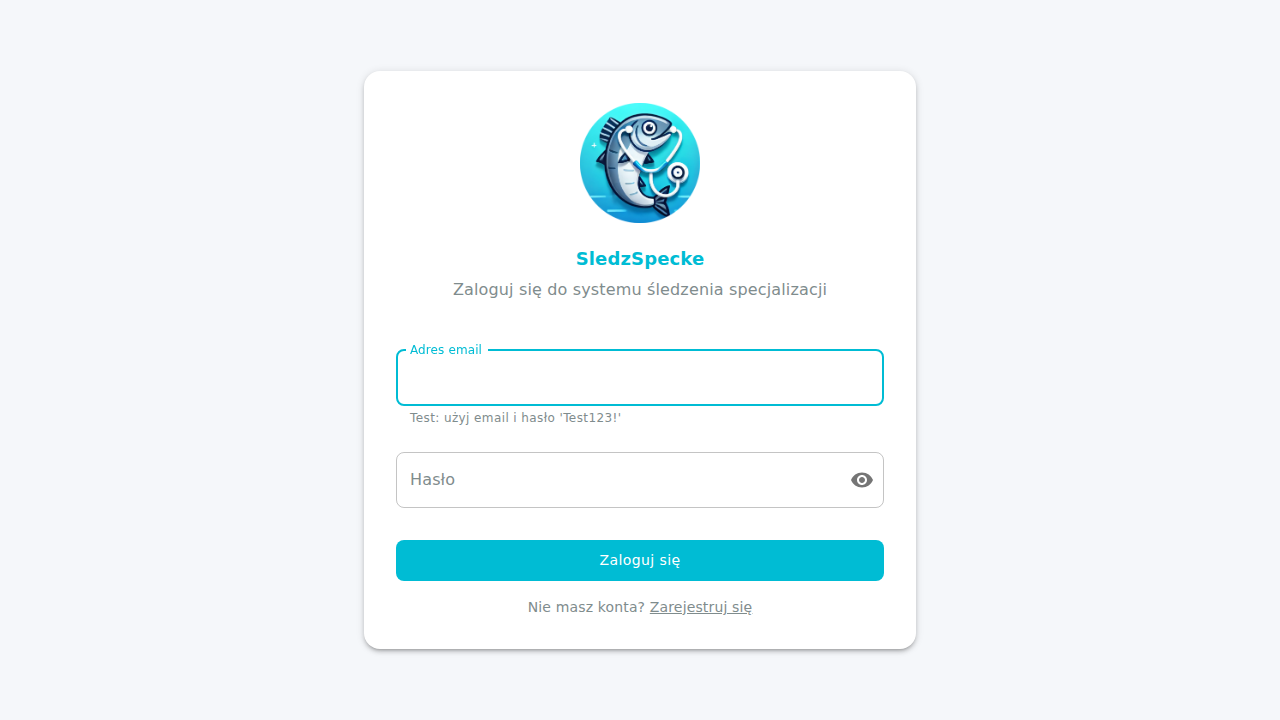 SledzSpecke
Zaloguj się do systemu śledzenia specjalizacji
Adres email
Test: użyj email i hasło 'Test123!'
Hasło
Zaloguj się
Nie masz konta? Zarejestruj się